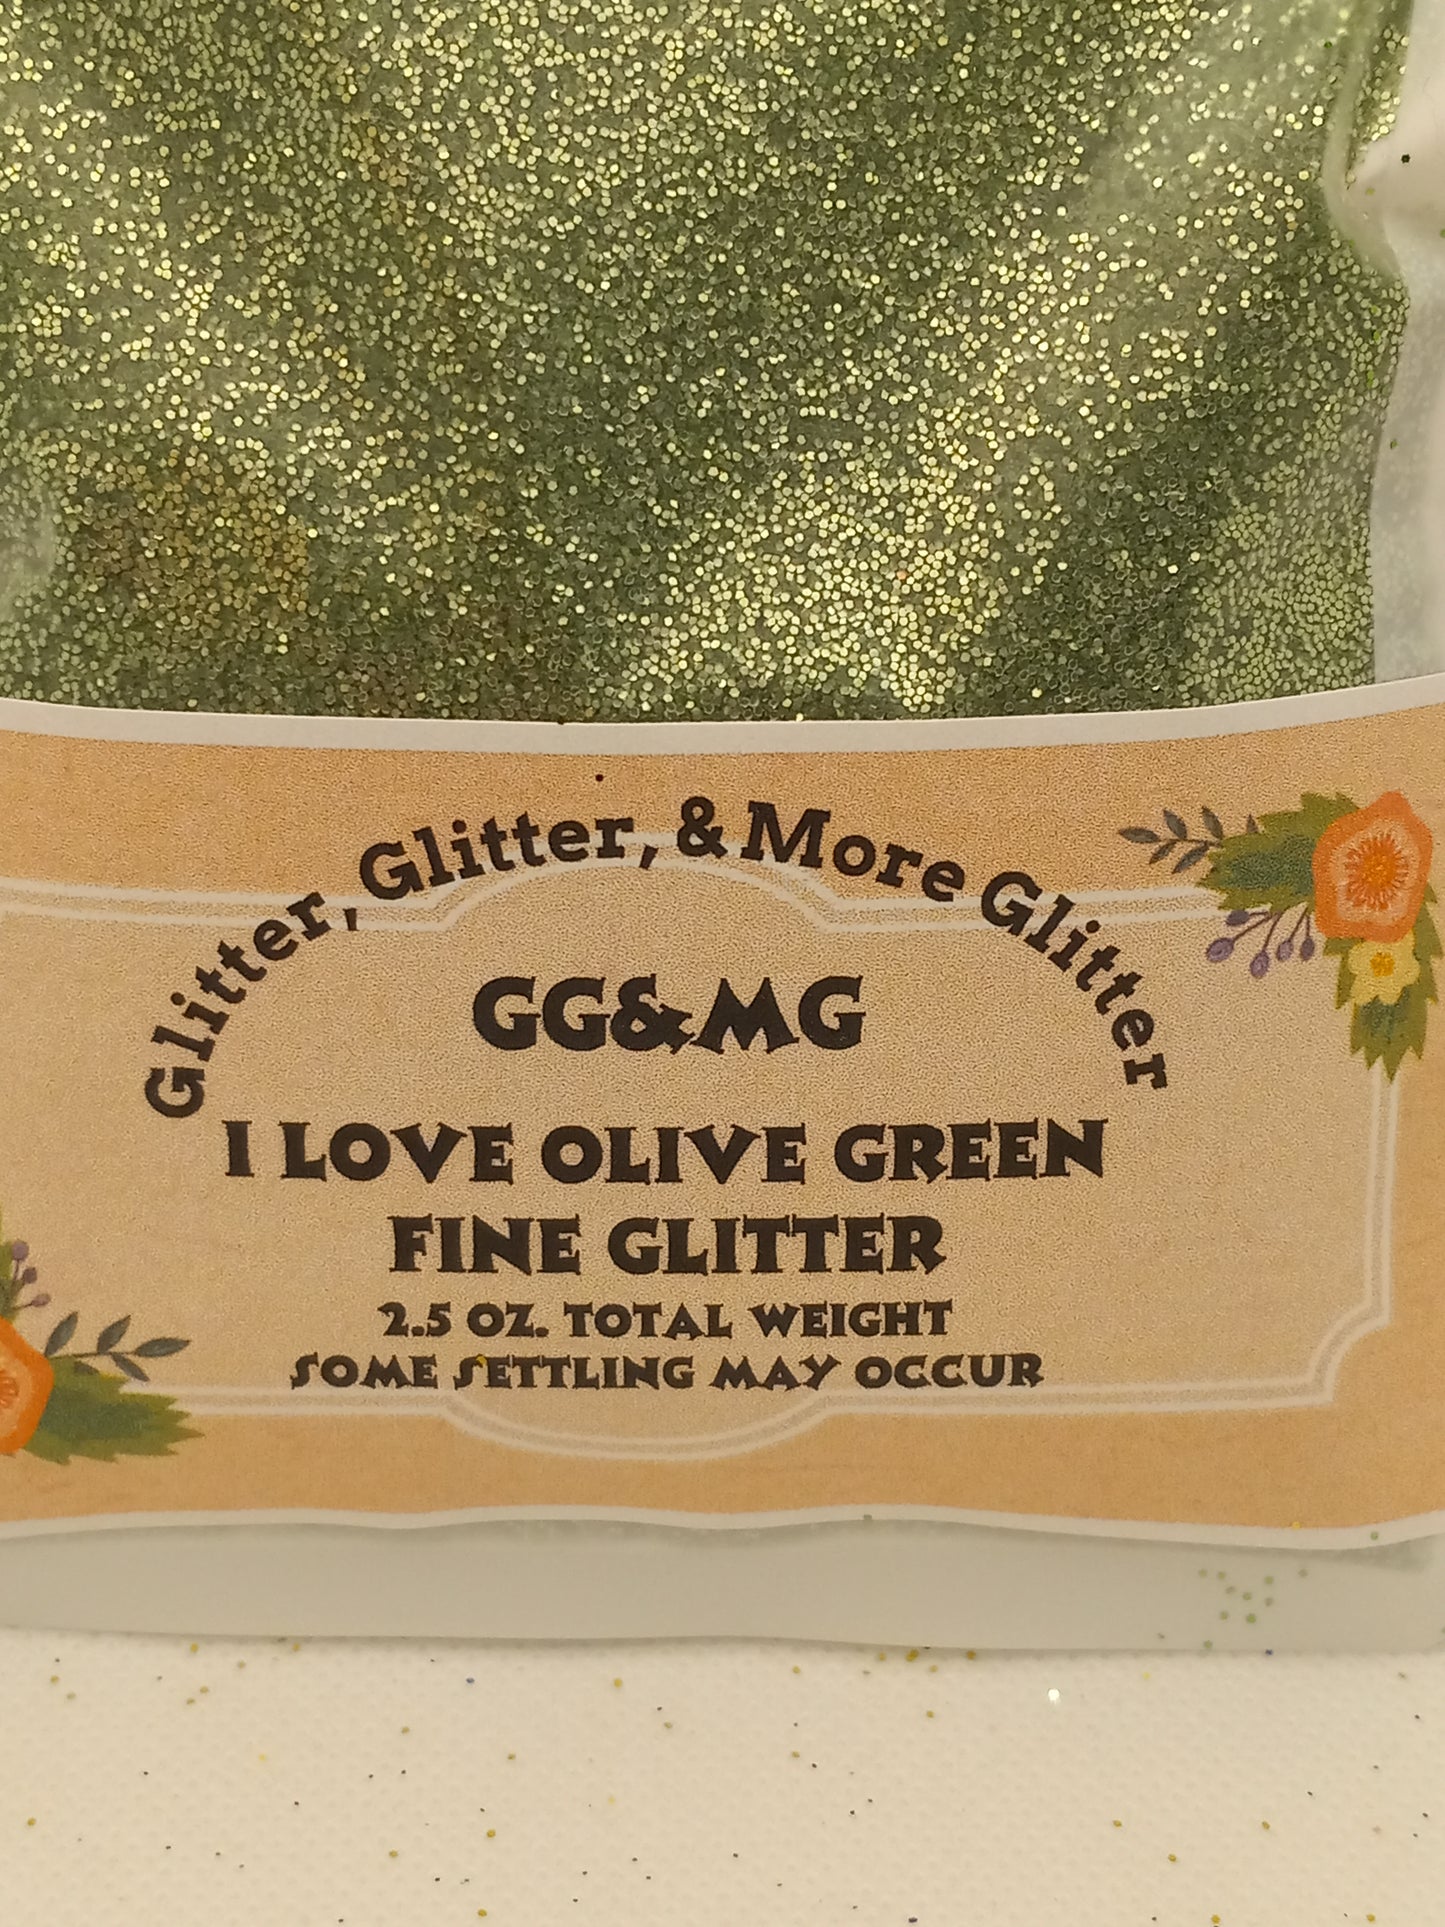 Glitter, Glitter, & More Glitter
GG&MG
I LOVE OLIVE GREEN
FINE GLITTER
2.5 OZ. TOTAL WEIGHT
SOME SETTLING MAY OCCUR